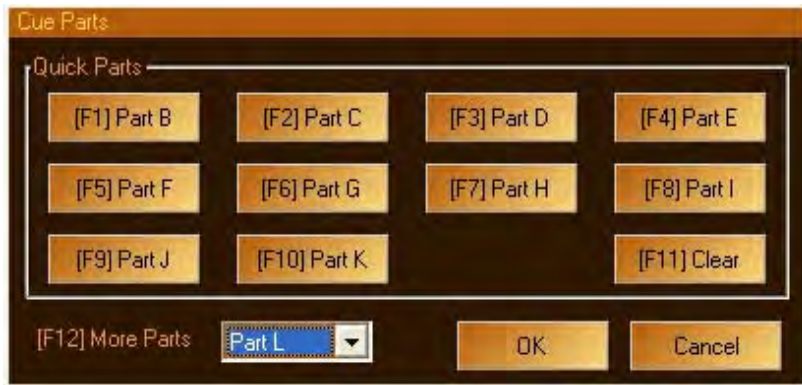 Cue Parts
Quick Parts
[F1] Part B [F2] Part C [F3] Part D [F4] Part E
[F5] Part F [F6] Part G [F7] Part H [F8] Part I
[F9] Part J [F10] Part K [F11] Clear
[F12] More Parts Part L OK Cancel